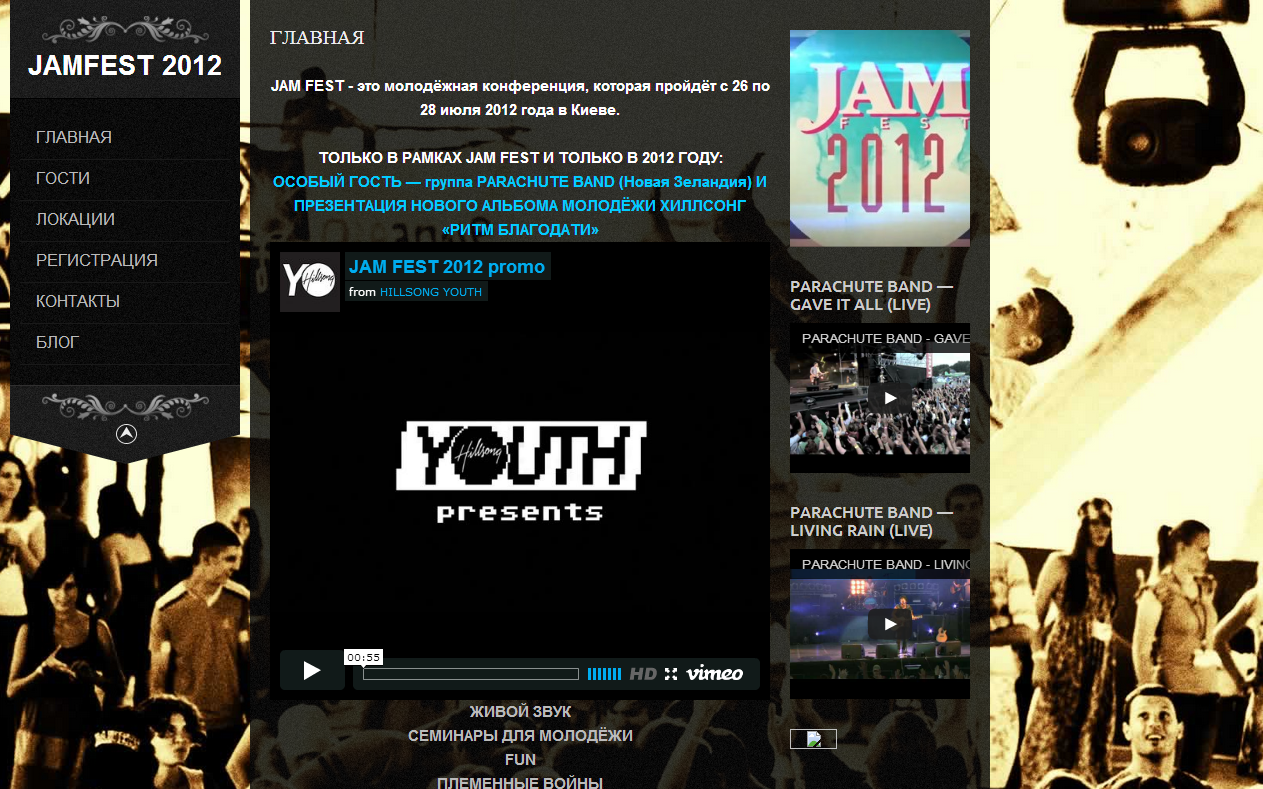 JAMFEST 2012
ГЛАВНАЯ
ГОСТИ
ЛОКАЦИИ
РЕГИСТРАЦИЯ
КОНТАКТЫ
БЛОГ
ГЛАВНАЯ
JAM FEST - это молодёжная конференция, которая пройдёт с 26 по
28 июля 2012 года в Киеве.
ТОЛЬКО В РАМКАХ JAM FEST И ТОЛЬКО В 2012 ГОДУ:
ОСОБЫЙ ГОСТЬ — группа PARACHUTE BAND (Новая Зеландия) И
ПРЕЗЕНТАЦИЯ НОВОГО АЛЬБОМА МОЛОДЁЖИ ХИЛЛСОНГ
«РИТМ БЛАГОДАТИ»
Y Hillsong
JAM FEST 2012 promo
from HILLSONG YOUTH
YOUTH
Hillsong
presents
00:55
HD
vimeo
ЖИВОЙ ЗВУК
СЕМИНАРЫ ДЛЯ МОЛОДЁЖИ
FUN
ПЛЕМЕННЫЕ ВОЙНЫ
JAM
FEST
2012
PARACHUTE BAND —
GAVE IT ALL (LIVE)
PARACHUTE BAND - GAVE
PARACHUTE BAND —
LIVING RAIN (LIVE)
PARACHUTE BAND - LIVING